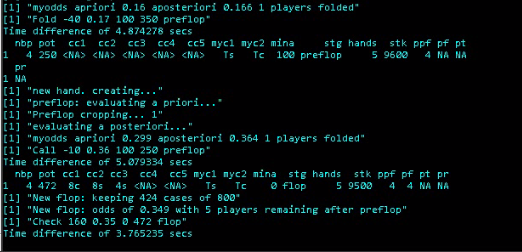 [1] "myodds apriori 0.16 aposteriori 0.166 1 players folded"
[1] "Fold -40 0.17 100 350 preflop"
Time difference of 4.874278 secs
nbp pot cc1 cc2 cc3 cc4 cc5 myc1 myc2 mina stg hands stk ppf pf pt
1 4 250 <NA> <NA> <NA> <NA> <NA> Ts Tc 100 preflop 5 9600 4 NA NA
pr
1 NA
[1] "new hand. creating..."
[1] "preflop: evaluating a priori..."
[1] "Preflop cropping... 1"
[1] "evaluating a posteriori..."
[1] "myodds apriori 0.299 aposteriori 0.364 1 players folded"
[1] "Call -10 0.36 100 250 preflop"
Time difference of 5.079334 secs
nbp pot cc1 cc2 cc3 cc4 cc5 myc1 myc2 mina stg hands stk ppf pf pt pr
1 4 472 8c 8s 4s <NA> <NA> Ts Tc 0 flop 5 9500 4 4 NA NA
[1] "New flop: keeping 424 cases of 800"
[1] "New flop: odds of 0.349 with 5 players remaining after preflop"
[1] "Check 160 0.35 0 472 flop"
Time difference of 3.765235 secs